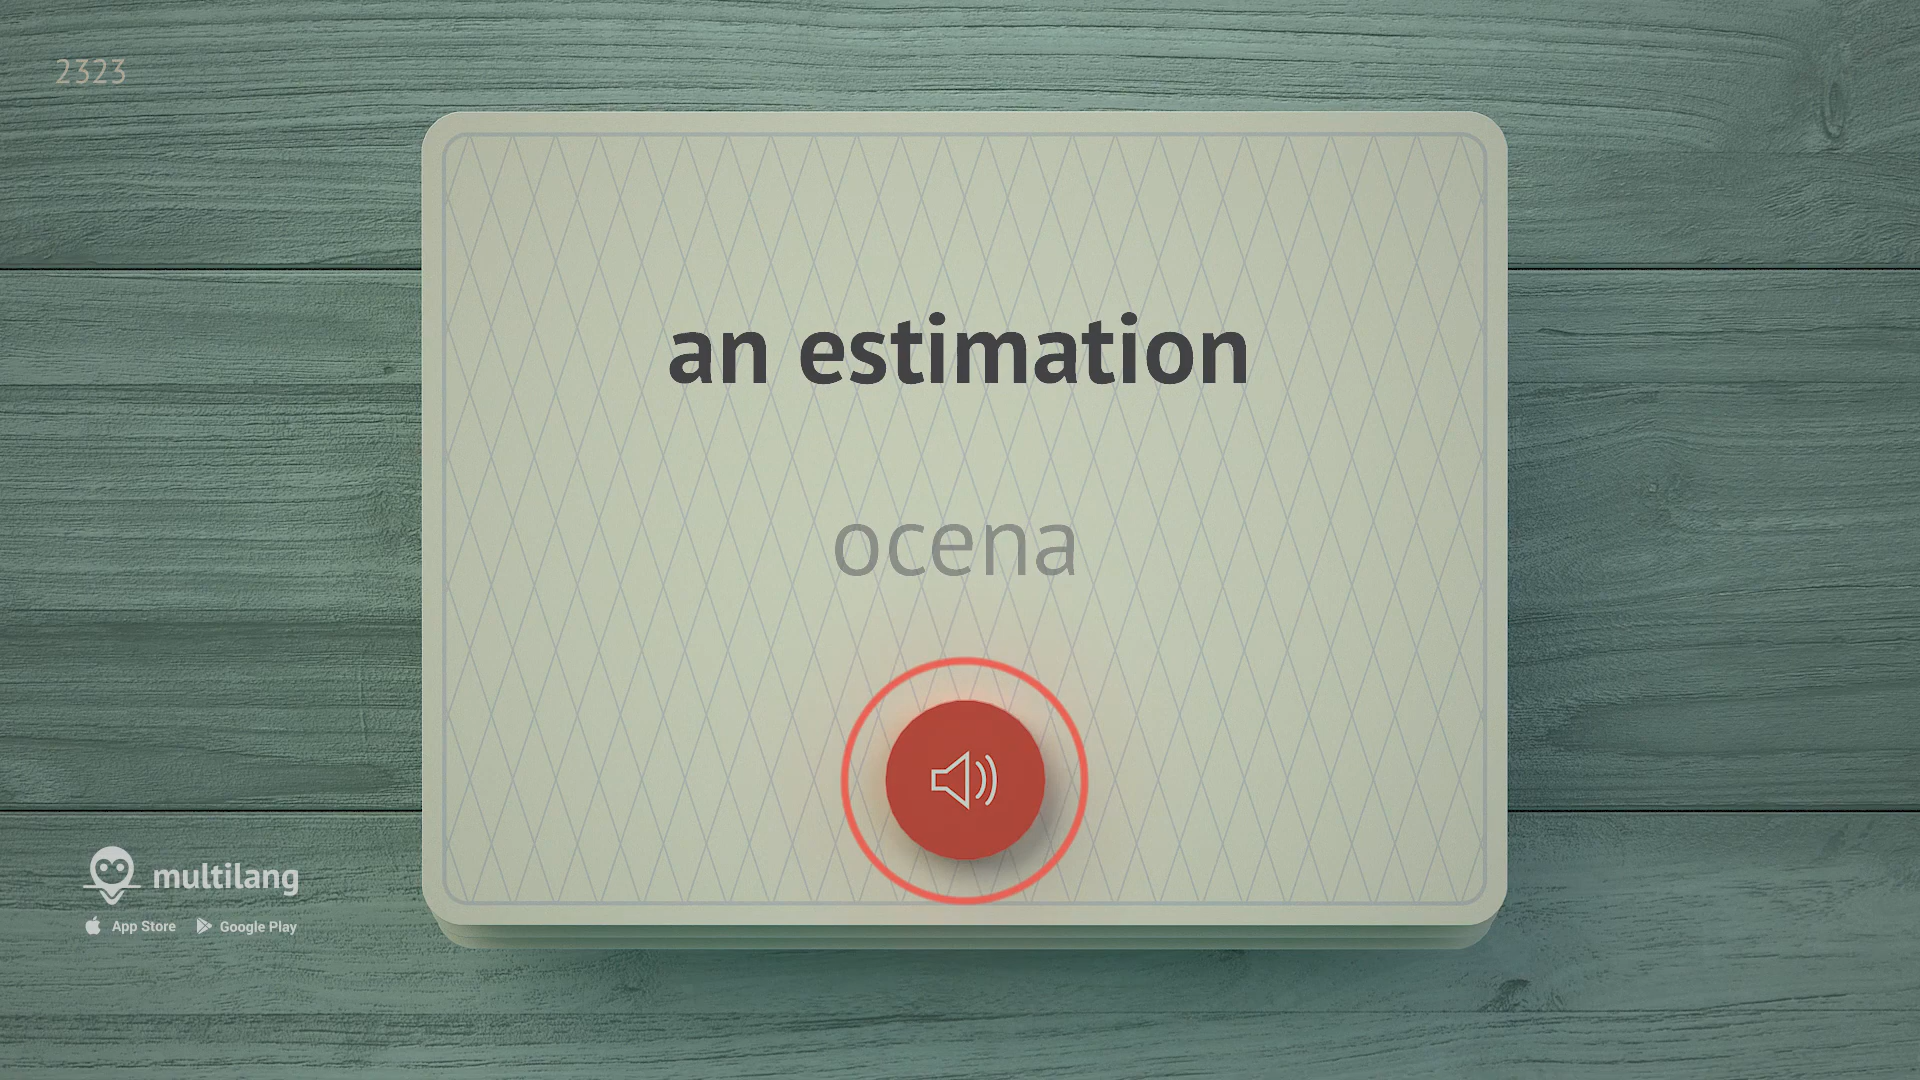 2323
an estimation
ocena
multilang
App Store
Google Play